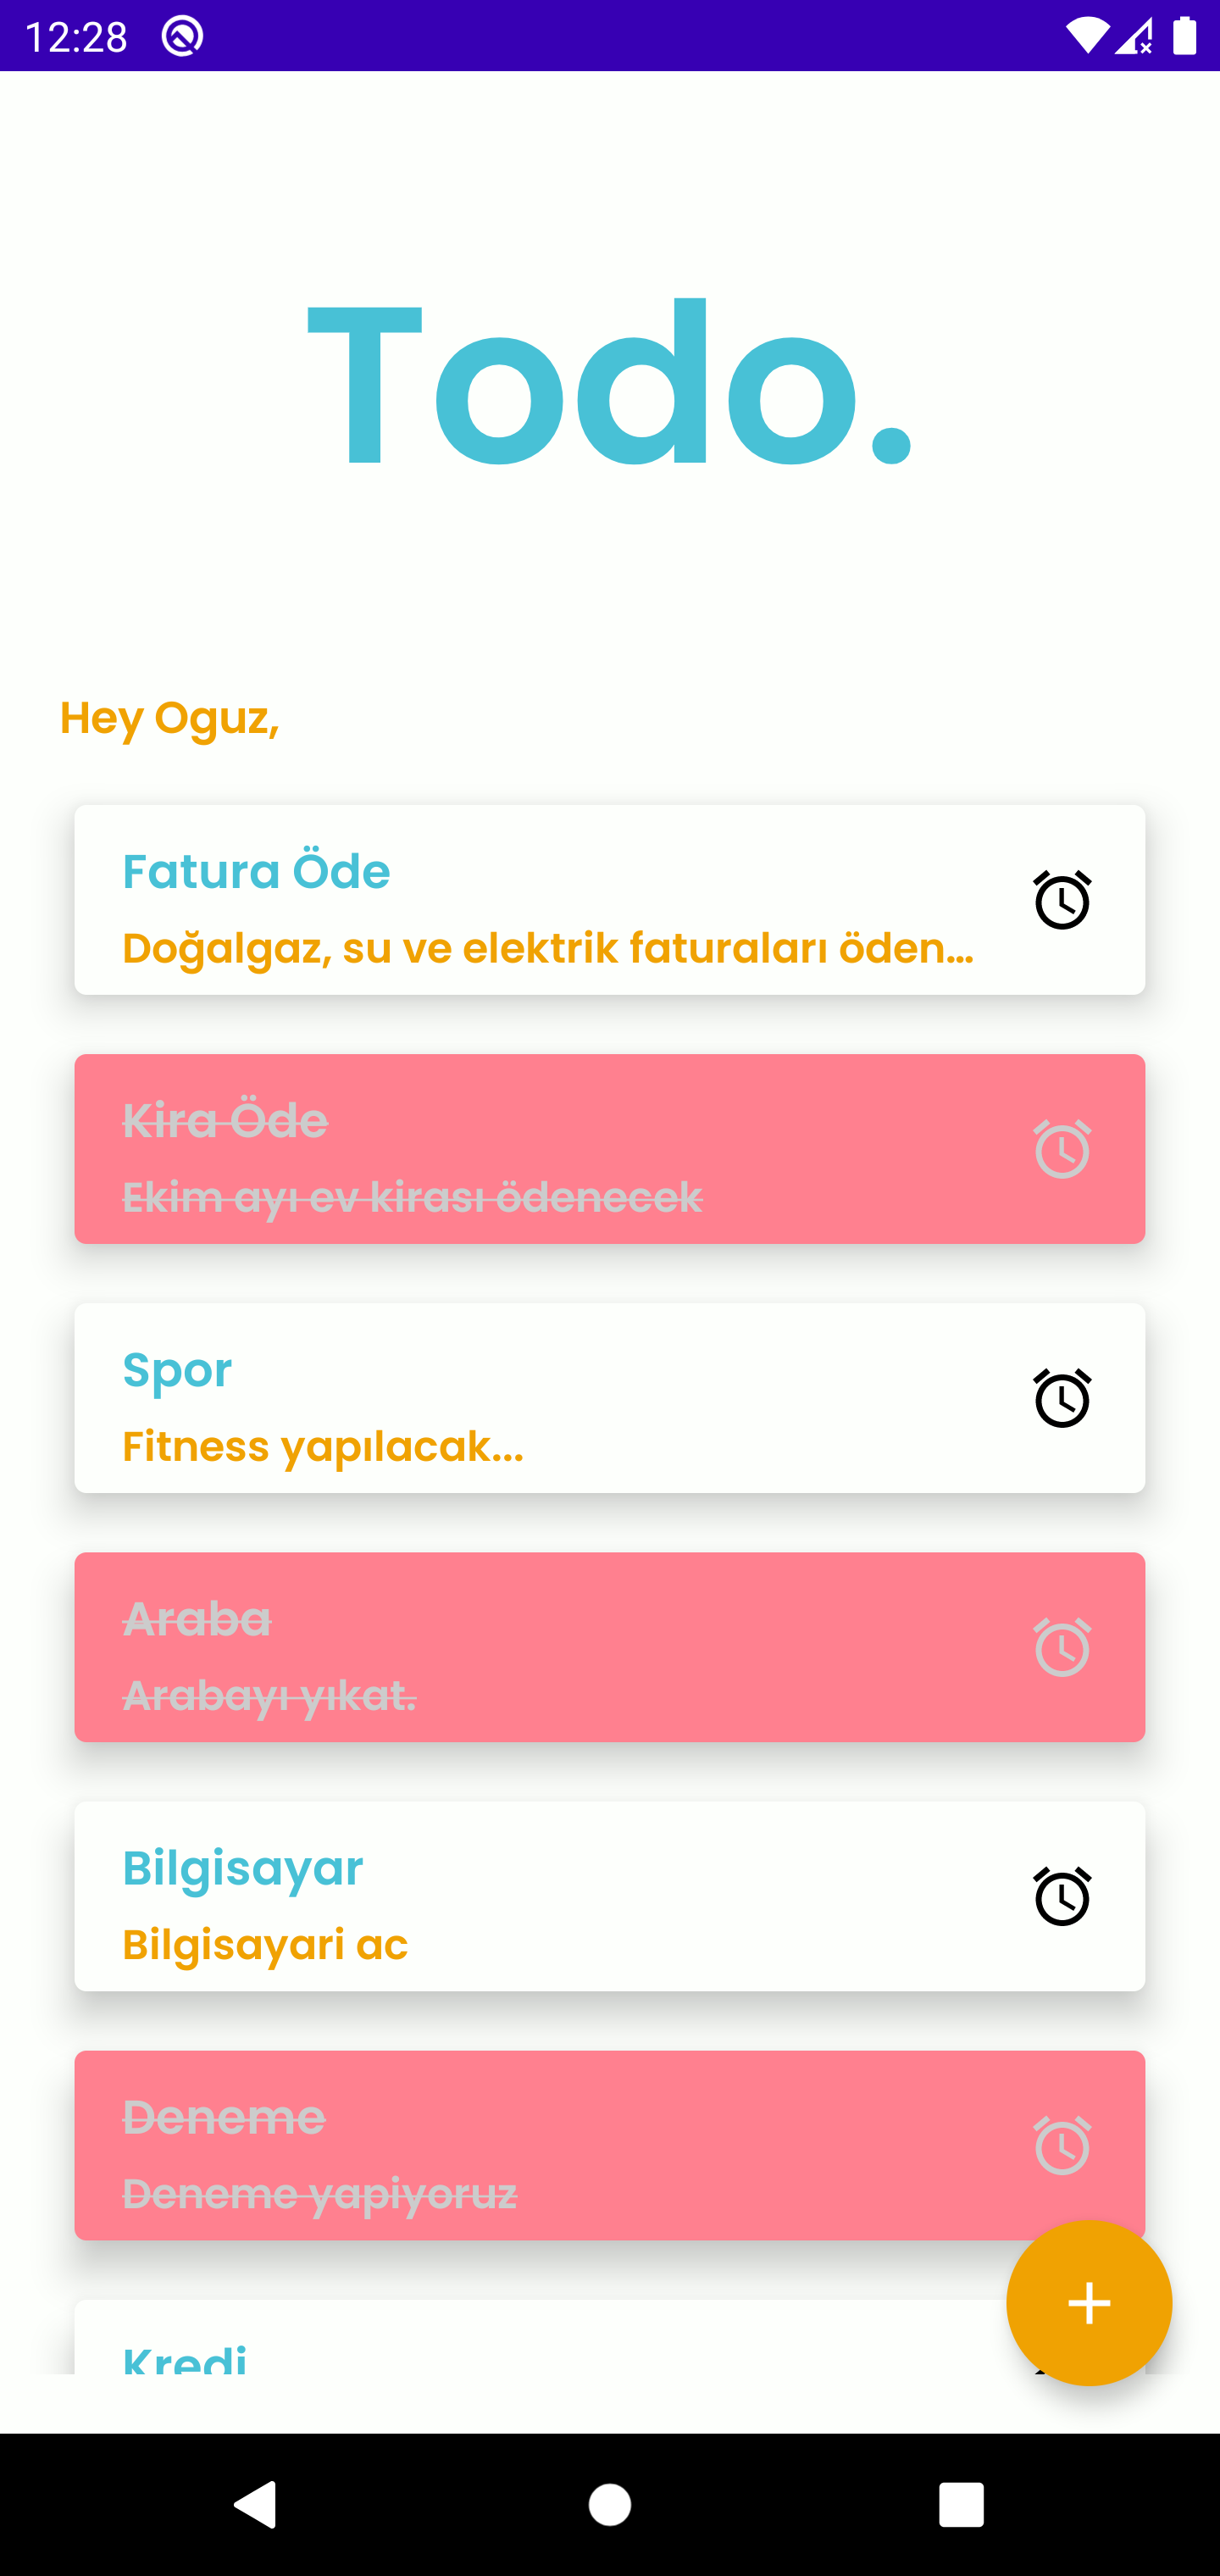 12:28
Todo.
Hey Oguz,
Fatura Öde
Doğalgaz, su ve elektrik faturaları öden...
Kira Öde
Ekim ayı ev kirası ödenecek
Spor
Fitness yapılacak...
Araba
Arabayı yıkat.
Bilgisayar
Bilgisayari ac
Deneme
Deneme yapiyoruz
Kredi